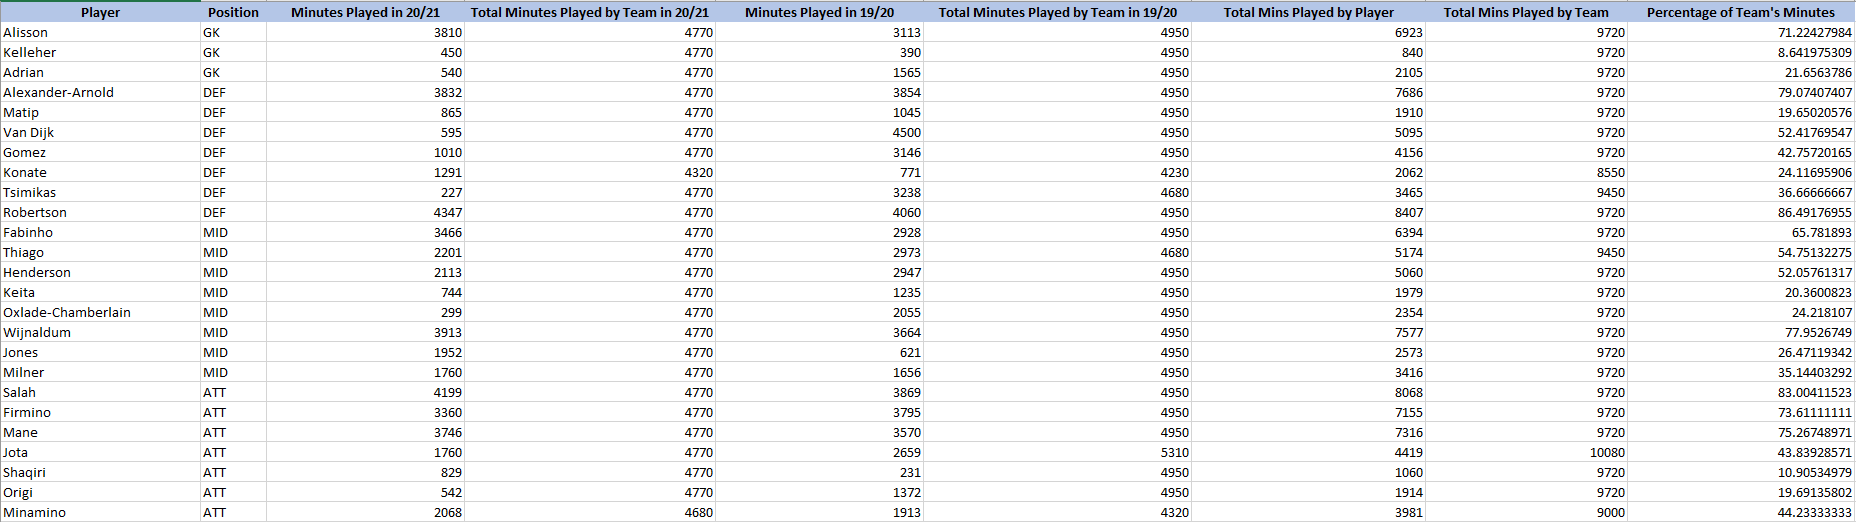 Player Position Minutes Played in 20/21 Total Minutes Played by Team in 20/21 Minutes Played in 19/20 Total Minutes Played by Team in 19/20 Total Mins Played by Player Total Mins Played by Team Percentage of Team's Minutes
Alisson GK 3810 4770 3113 4950 6923 9720 71.22427984
Kelleher GK 450 4770 390 4950 840 9720 8.641975309
Adrian GK 540 4770 1565 4950 2105 9720 21.6563786
Alexander-Arnold DEF 3832 4770 3854 4950 7686 9720 79.07407407
Matip DEF 865 4770 1045 4950 1910 9720 19.65020576
Van Dijk DEF 595 4770 4500 4950 5095 9720 52.41769547
Gomez DEF 1010 4770 3146 4950 4156 9720 42.75720165
Konate DEF 1291 4320 771 4230 2062 8550 24.11695906
Tsimikas DEF 227 4770 3238 4680 3465 9450 36.66666667
Robertson DEF 4347 4770 4060 4950 8407 9720 86.49176955
Fabinho MID 3466 4770 2928 4950 6394 9720 65.781893
Thiago MID 2201 4770 2973 4680 5174 9450 54.75132275
Henderson MID 2113 4770 2947 4950 5060 9720 52.05761317
Keita MID 744 4770 1235 4950 1979 9720 20.3600823
Oxlade-Chamberlain MID 299 4770 2055 4950 2354 9720 24.218107
Wijnaldum MID 3913 4770 3664 4950 7577 9720 77.9526749
Jones MID 1952 4770 621 4950 2573 9720 26.47119342
Milner MID 1760 4770 1656 4950 3416 9720 35.14403292
Salah ATT 4199 4770 3869 4950 8068 9720 83.00411523
Firmino ATT 3360 4770 3795 4950 7155 9720 73.61111111
Mane ATT 3746 4770 3570 4950 7316 9720 75.26748971
Jota ATT 1760 4770 2659 5310 4419 10080 43.83928571
Shaqiri ATT 829 4770 231 4950 1060 9720 10.90534979
Origi ATT 542 4770 1372 4950 1914 9720 19.69135802
Minamino ATT 2068 4680 1913 4320 3981 9000 44.23333333